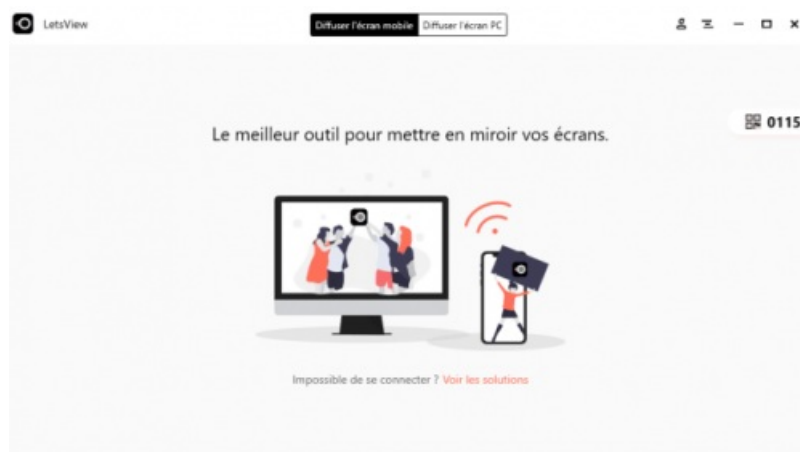 LetsView
Diffuser l'écran mobile
Diffuser l'écran PC
0115
Le meilleur outil pour mettre en miroir vos écrans.
Impossible de se connecter ? Voir les solutions